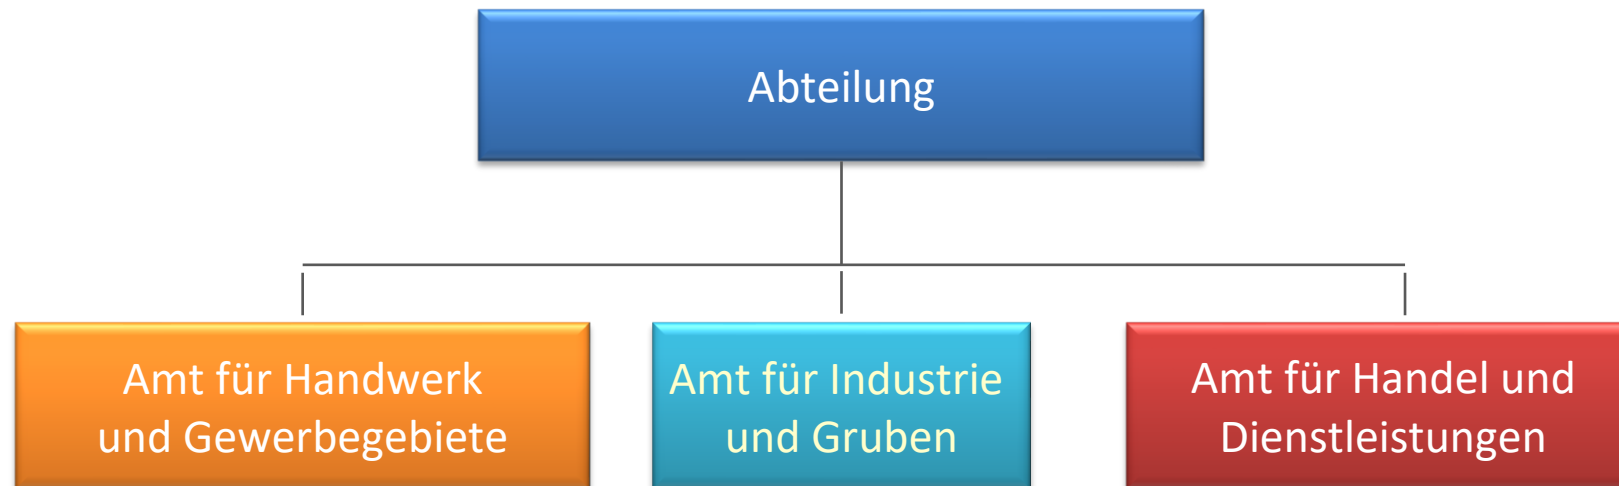 Abteilung
Amt für Handwerk
und Gewerbegebiete
Amt für Industrie
und Gruben
Amt für Handel und
Dienstleistungen